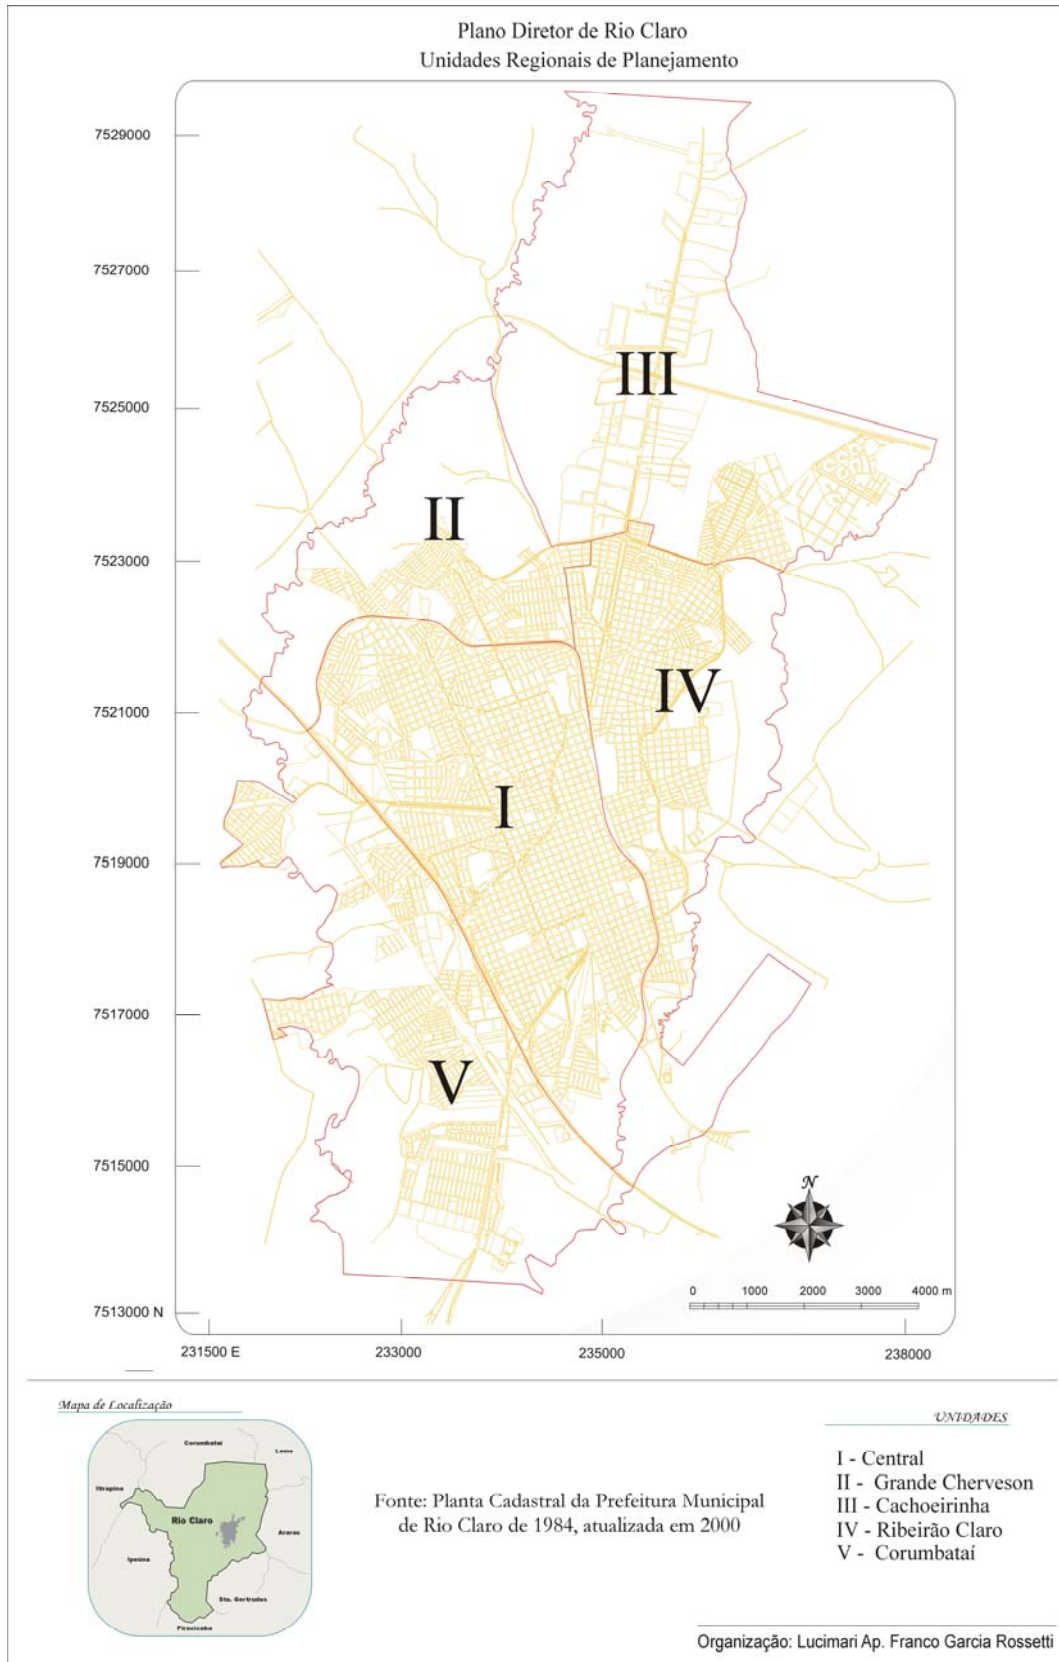 Plano Diretor de Rio Claro
Unidades Regionais de Planejamento
7529000
7527000
7525000
7523000
7521000
7519000
7517000
7515000
7513000 N
III
II
IV
I
V
N
0 1000 2000 3000 4000 m
231500 E 233000 235000 238000
Mapa de Localização
Corumbataí
Leme
Itirapina
Rio Claro
Araras
Ipeúna
Sta. Gertrudes
Piracicaba
Fonte: Planta Cadastral da Prefeitura Municipal
de Rio Claro de 1984, atualizada em 2000
UNIDADES
I - Central
II - Grande Cherveson
III - Cachoeirinha
IV - Ribeirão Claro
V - Corumbataí
Organização: Lucimari Ap. Franco Garcia Rossetti